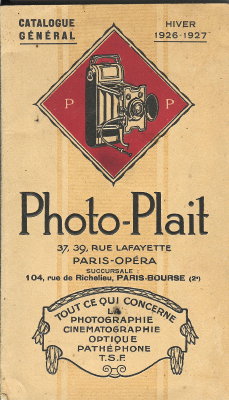 CATALOGUE
GÉNÉRAL
HIVER
1926-1927
P P
Photo-Plait
37, 39, RUE LAFAYETTE
PARIS-OPÉRA
SUCCURSALE :
104, rue de Richelieu, PARIS-BOURSE (2e)
TOUT CE QUI CONCERNE
LA
PHOTOGRAPHIE
CINÉMATOGRAPHIE
OPTIQUE
PATHÉPHONE
T.S.F.